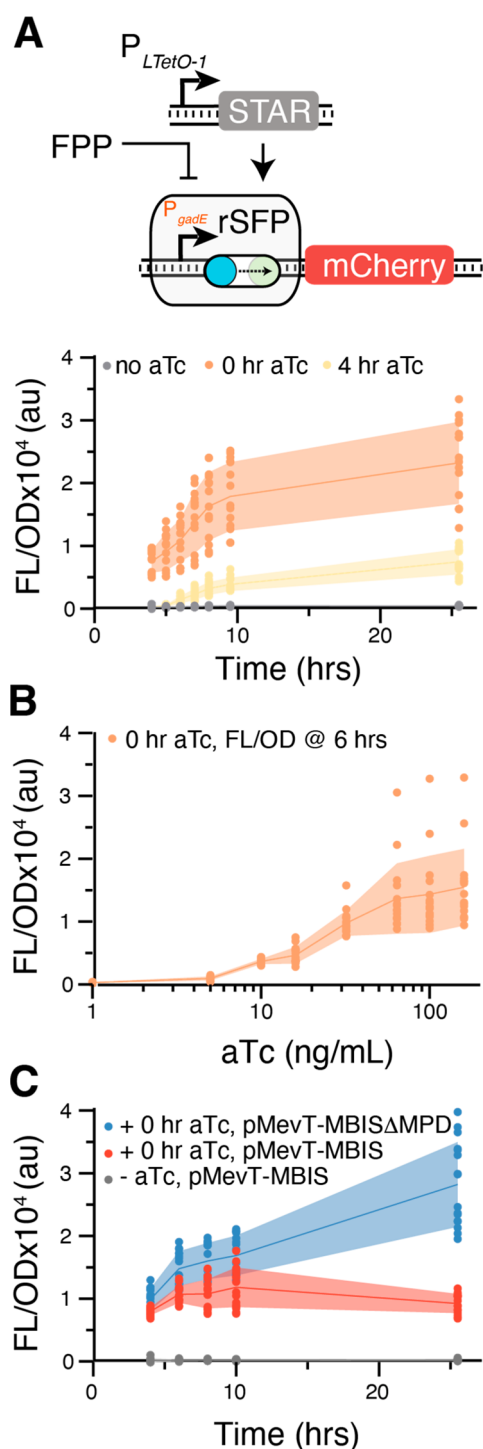 A
P LTetO-1
STAR
FPP
P gadE
rSFP
mCherry
no aTc 0 hr aTc 4 hr aTc
FL/ODx10⁴ (au)
4
3
2
1
0
0 10 20
Time (hrs)
B
0 hr aTc, FL/OD @ 6 hrs
FL/ODx10⁴ (au)
4
3
2
1
0
1 10 100
aTc (ng/mL)
C
+ 0 hr aTc, pMevT-MBIS∆MPD
+ 0 hr aTc, pMevT-MBIS
- aTc, pMevT-MBIS
FL/ODx10⁴ (au)
4
3
2
1
0
0 10 20
Time (hrs)